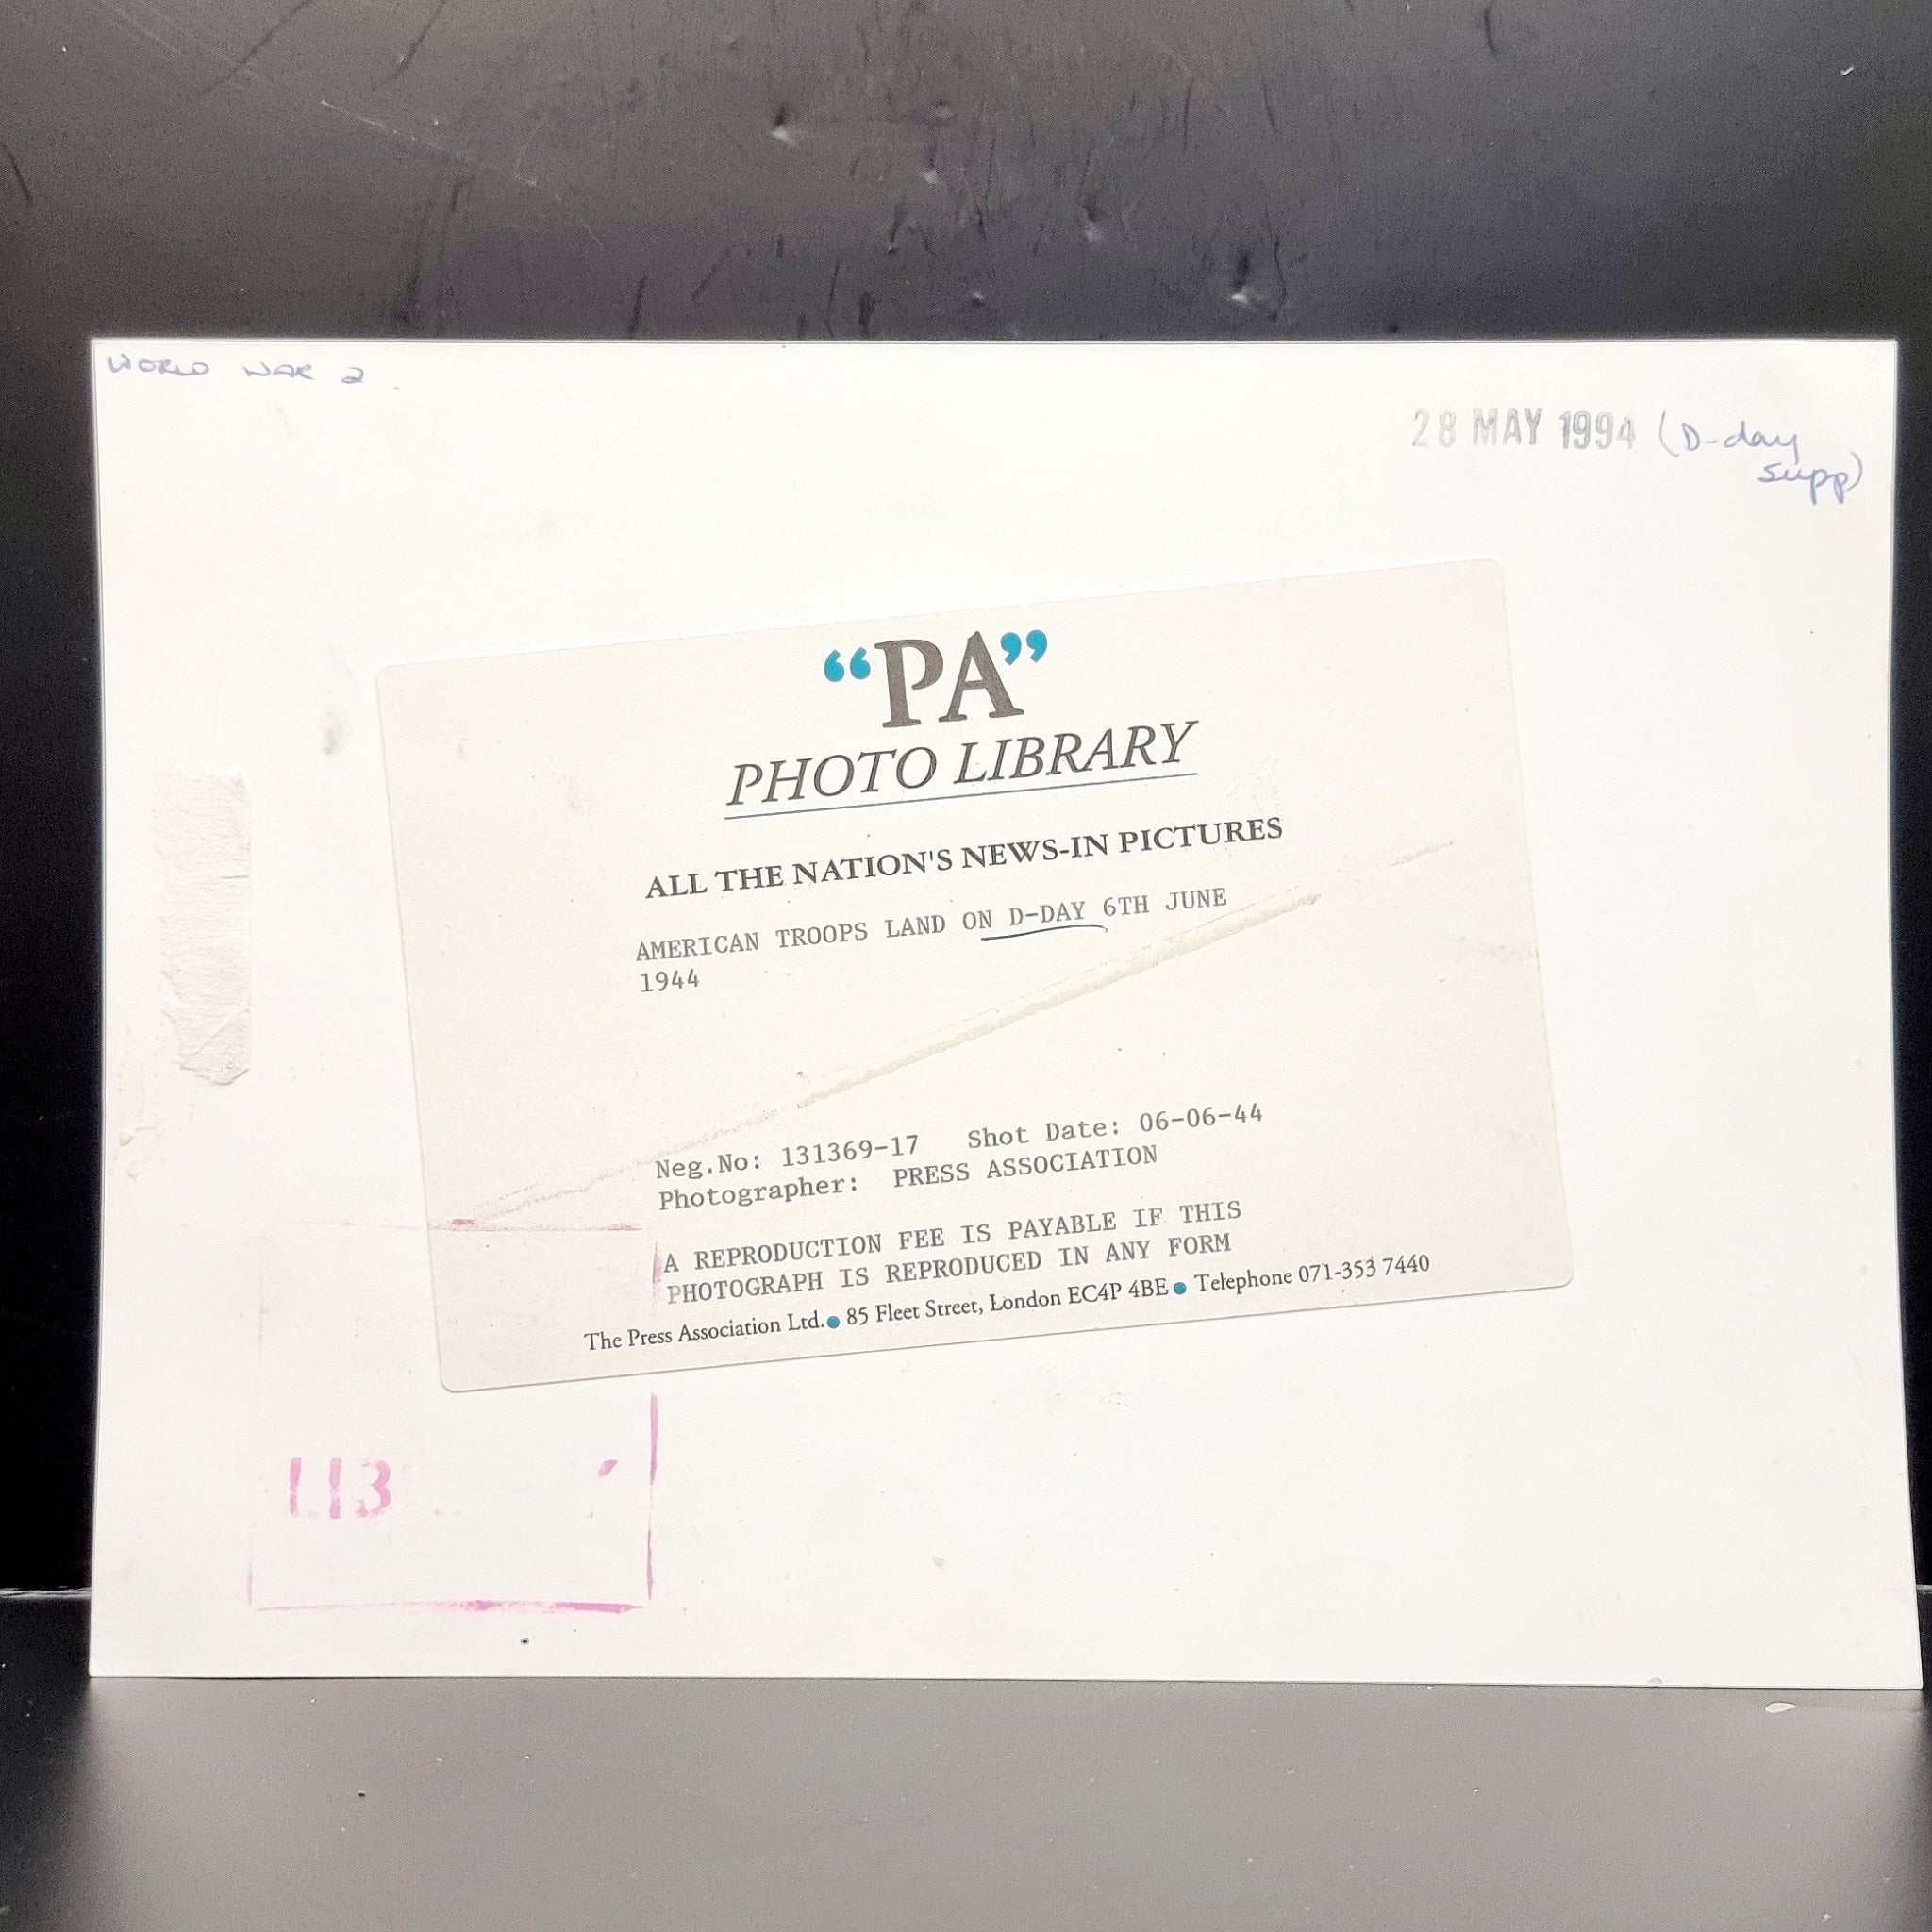 WORLD WAR 2.
28 MAY 1994 (D-day
supp)
“PA”
PHOTO LIBRARY
ALL THE NATION'S NEWS-IN PICTURES
AMERICAN TROOPS LAND ON D-DAY 6TH JUNE
1944
Neg.No: 131369-17 Shot Date: 06-06-44
Photographer: PRESS ASSOCIATION
A REPRODUCTION FEE IS PAYABLE IF THIS
PHOTOGRAPH IS REPRODUCED IN ANY FORM
The Press Association Ltd.● 85 Fleet Street, London EC4P 4BE● Telephone 071-353 7440